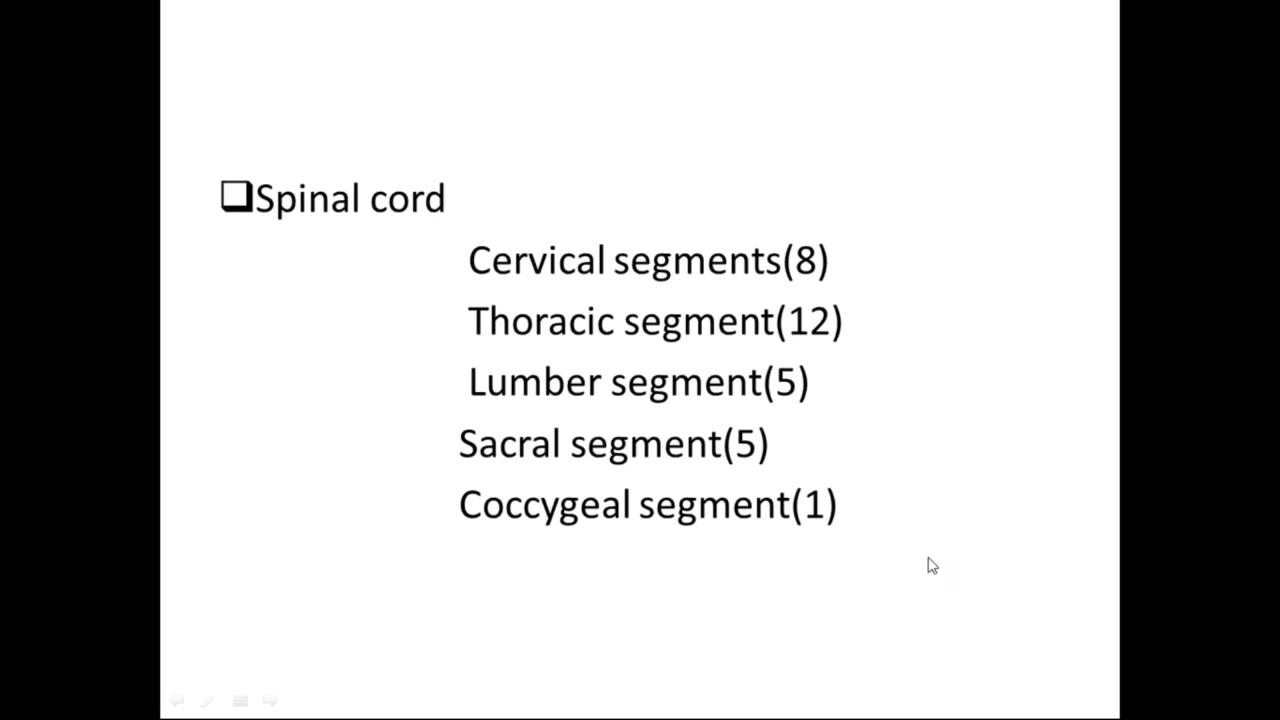 Spinal cord
Cervical segments(8)
Thoracic segment(12)
Lumber segment(5)
Sacral segment(5)
Coccygeal segment(1)